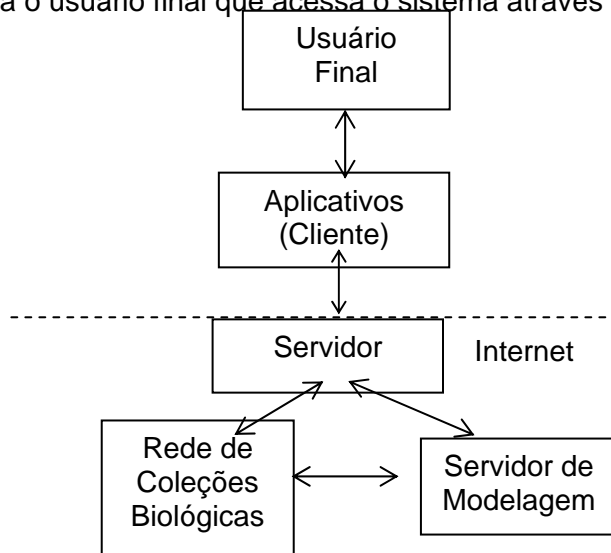 a o usuário final que acessa o sistema através
Usuário
Final
Aplicativos
(Cliente)
Servidor
Internet
Rede de
Coleções
Biológicas
Servidor de
Modelagem